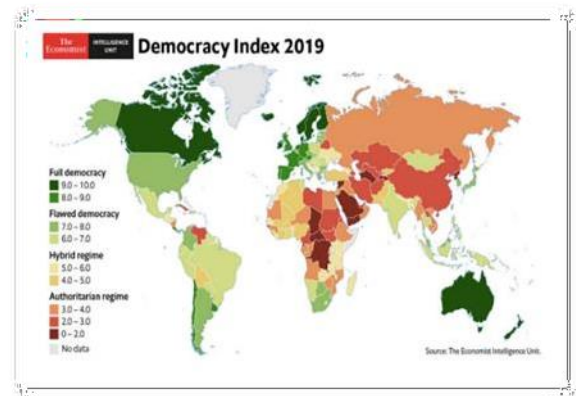 The
Economist
INTELLIGENCE
UNIT
Democracy Index 2019
Full democracy
9.0 – 10.0
8.0 – 9.0
Flawed democracy
7.0 – 8.0
6.0 – 7.0
Hybrid regime
5.0 – 6.0
4.0 – 5.0
Authoritarian regime
3.0 – 4.0
2.0 – 3.0
0 – 2.0
No data
Source: The Economist Intelligence Unit.